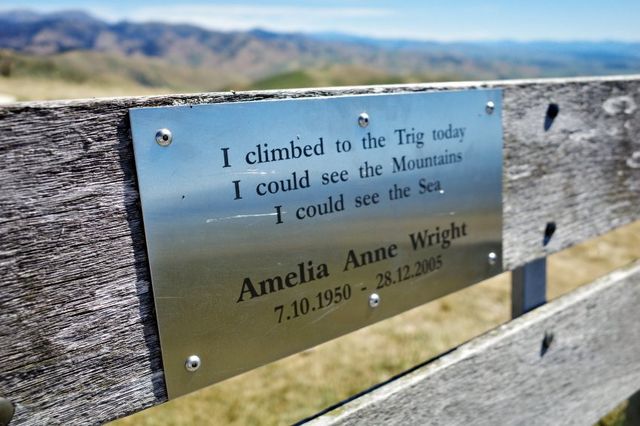 I climbed to the Trig today
I could see the Mountains
I could see the Sea
Amelia Anne Wright
7.10.1950 - 28.12.2005